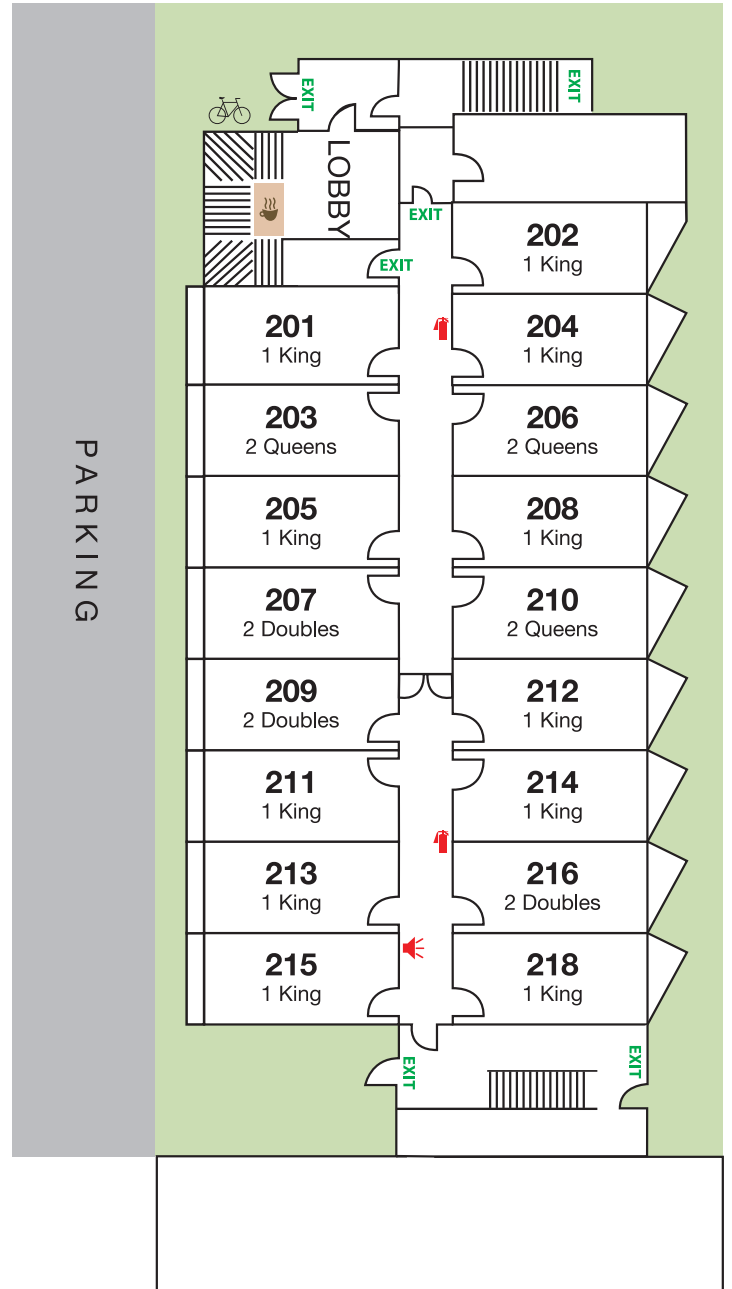 EXIT
EXIT
LOBBY
EXIT
EXIT
202
1 King
201
1 King
204
1 King
203
2 Queens
206
2 Queens
PARKING
205
1 King
208
1 King
207
2 Doubles
210
2 Queens
209
2 Doubles
212
1 King
211
1 King
214
1 King
213
1 King
216
2 Doubles
215
1 King
218
1 King
EXIT
EXIT